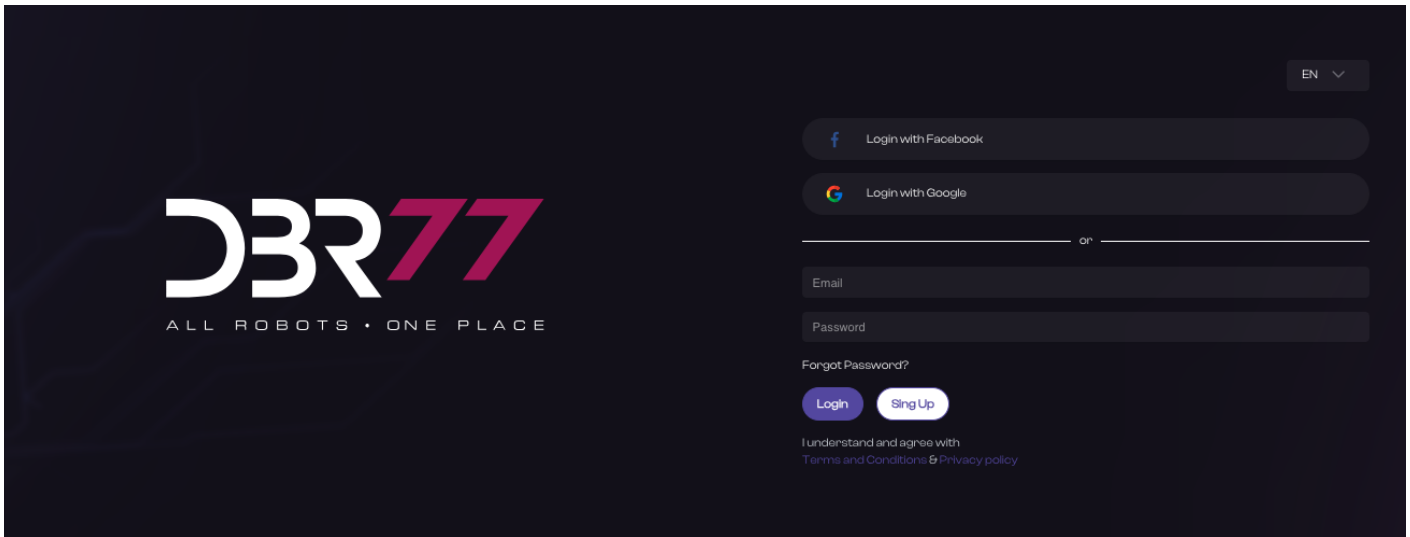 EN
Login with Facebook
Login with Google
DBR77
ALL ROBOTS • ONE PLACE
or
Email
Password
Forgot Password?
Login
Sing Up
I understand and agree with
Terms and Conditions & Privacy policy